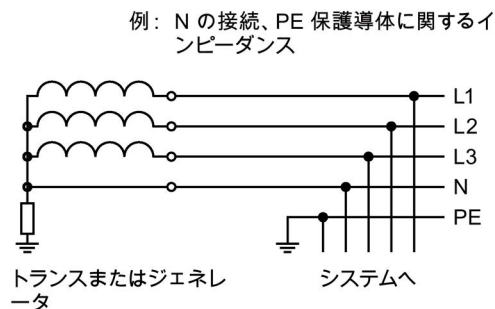 例： N の接続、PE 保護導体に関するイ
ンピーダンス
L1
L2
L3
N
PE
トランスまたはジェネレ
ータ
システムへ